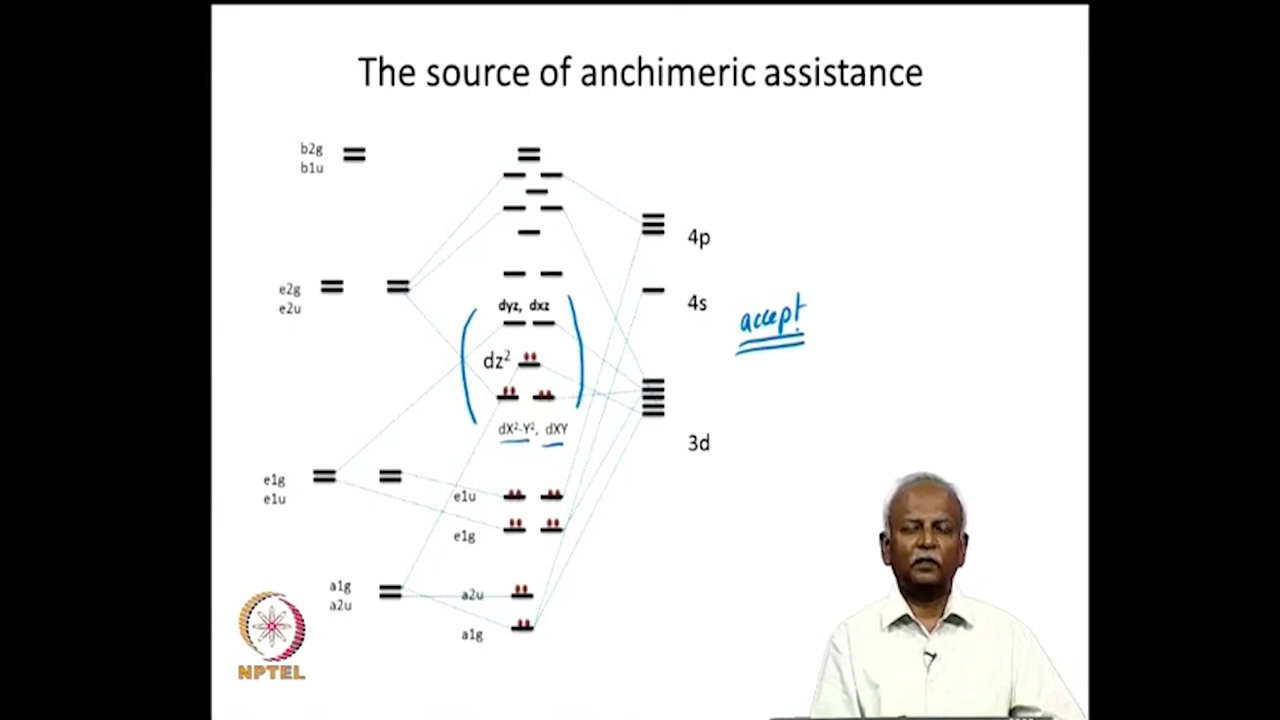 The source of anchimeric assistance
b2g
b1u
4p
e2g
e2u
4s
dyz, dxz
accept
dz²
dX²-Y², dXY
3d
e1g
e1u
e1u
e1g
a1g
a2u
a2u
a1g
NPTEL